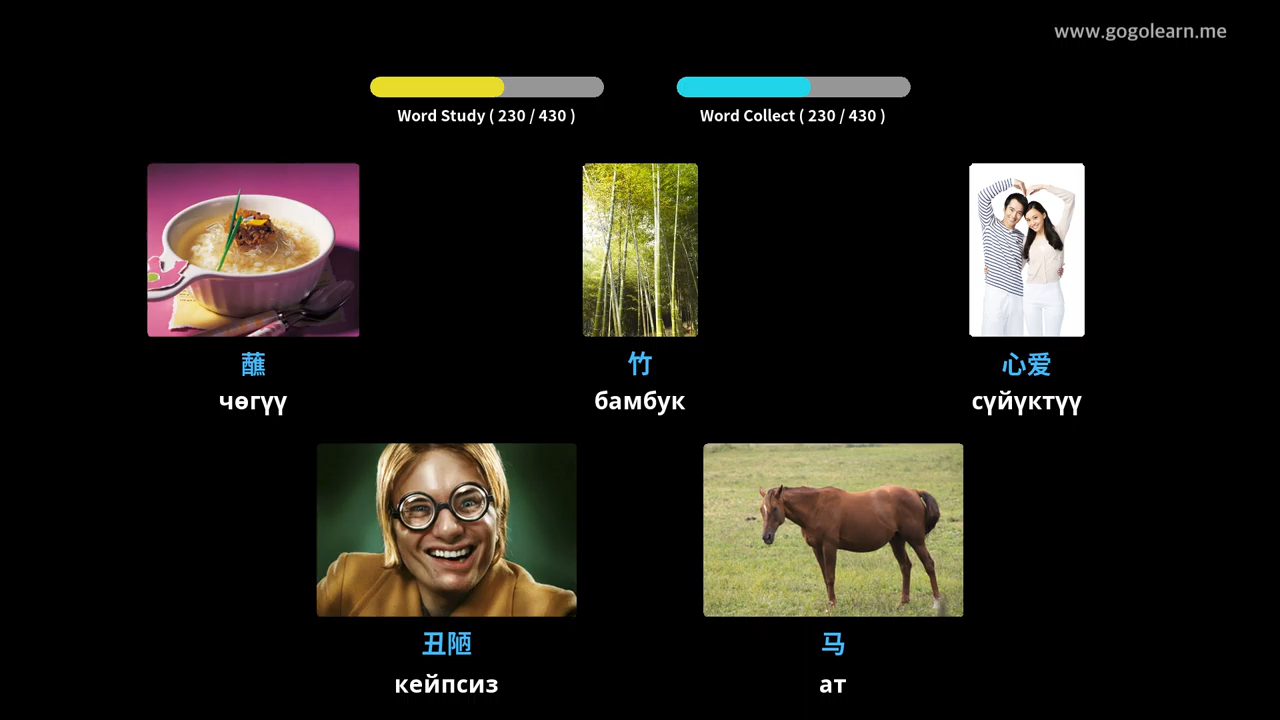 www.gogolearn.me
Word Study ( 230 / 430 )
Word Collect ( 230 / 430 )
蘸
чөгүү
竹
бамбук
心爱
сүйүктүү
丑陋
кейпсиз
马
ат